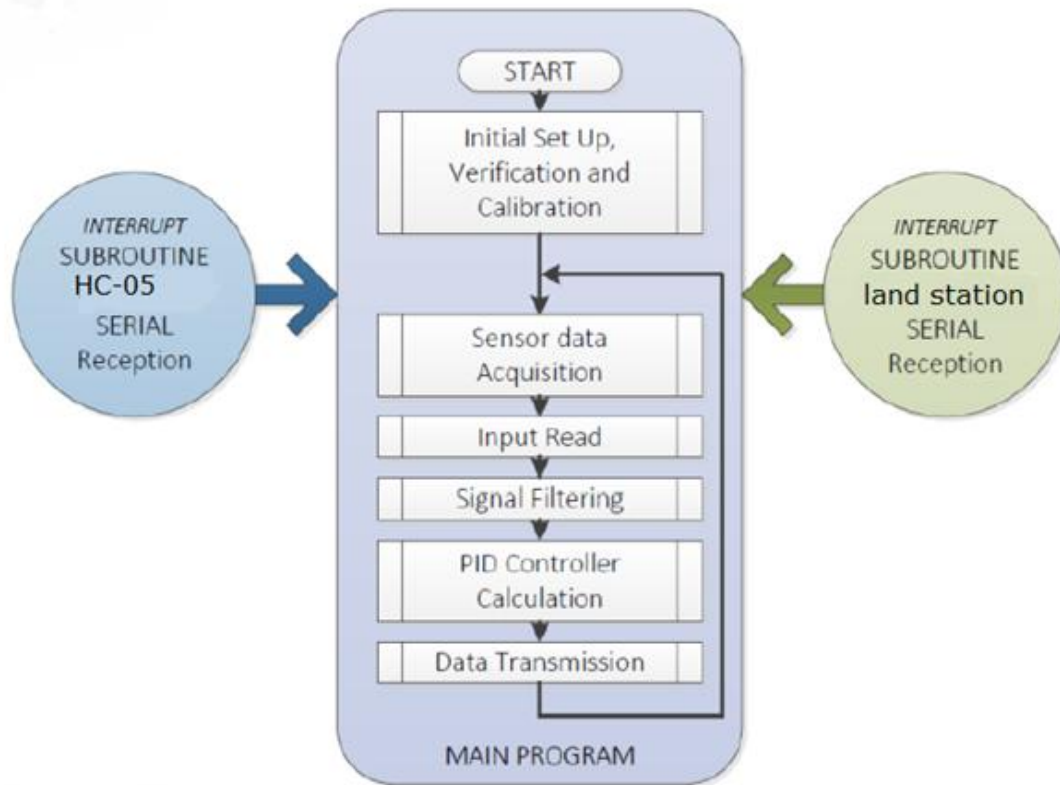 START
Initial Set Up,
Verification and
Calibration
INTERRUPT
SUBROUTINE
HC-05
SERIAL
Reception
INTERRUPT
SUBROUTINE
land station
SERIAL
Reception
Sensor data
Acquisition
Input Read
Signal Filtering
PID Controller
Calculation
Data Transmission
MAIN PROGRAM